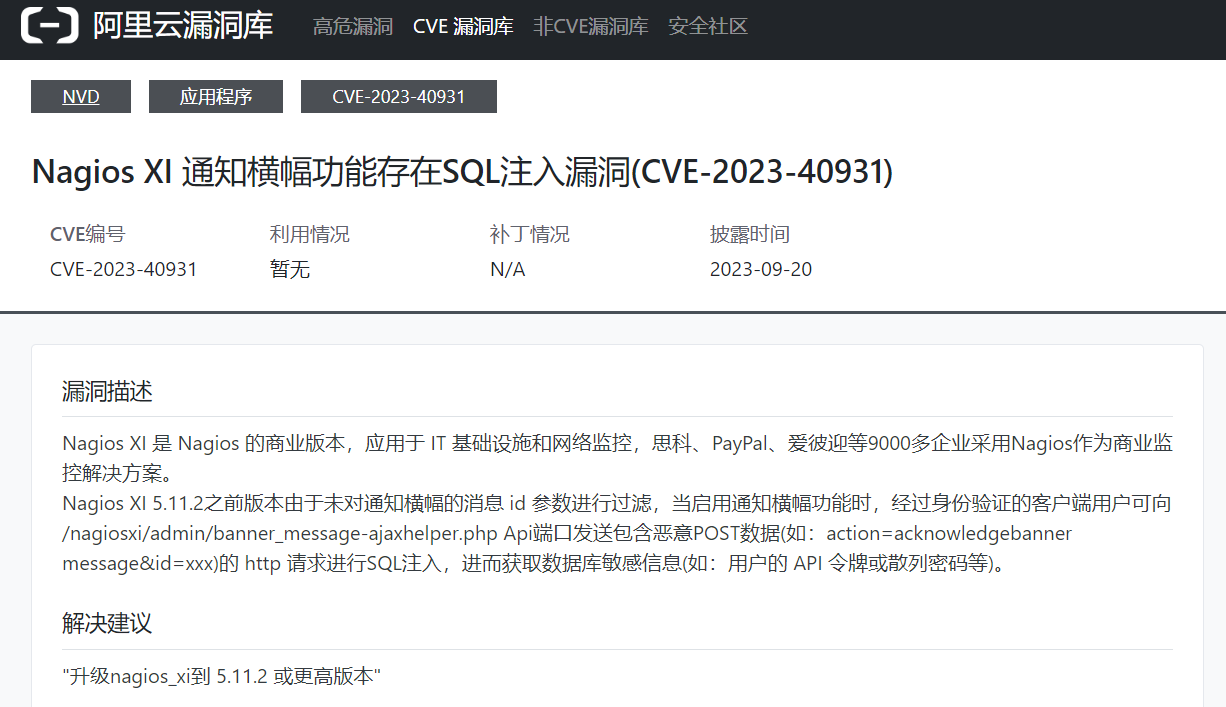 阿里云漏洞库 高危漏洞 CVE 漏洞库 非CVE漏洞库 安全社区
NVD 应用程序 CVE-2023-40931
Nagios XI 通知横幅功能存在SQL注入漏洞(CVE-2023-40931)
CVE编号 利用情况 补丁情况 披露时间
CVE-2023-40931 暂无 N/A 2023-09-20
漏洞描述
Nagios XI 是 Nagios 的商业版本，应用于 IT 基础设施和网络监控，思科、PayPal、爱彼迎等9000多企业采用Nagios作为商业监
控解决方案。
Nagios XI 5.11.2之前版本由于未对通知横幅的消息 id 参数进行过滤，当启用通知横幅功能时，经过身份验证的客户端用户可向
/nagiosxi/admin/banner_message-ajaxhelper.php Api端口发送包含恶意POST数据(如：action=acknowledgebanner
message&id=xxx)的 http 请求进行SQL注入，进而获取数据库敏感信息(如：用户的 API 令牌或散列密码等)。
解决建议
"升级nagios_xi到 5.11.2 或更高版本"